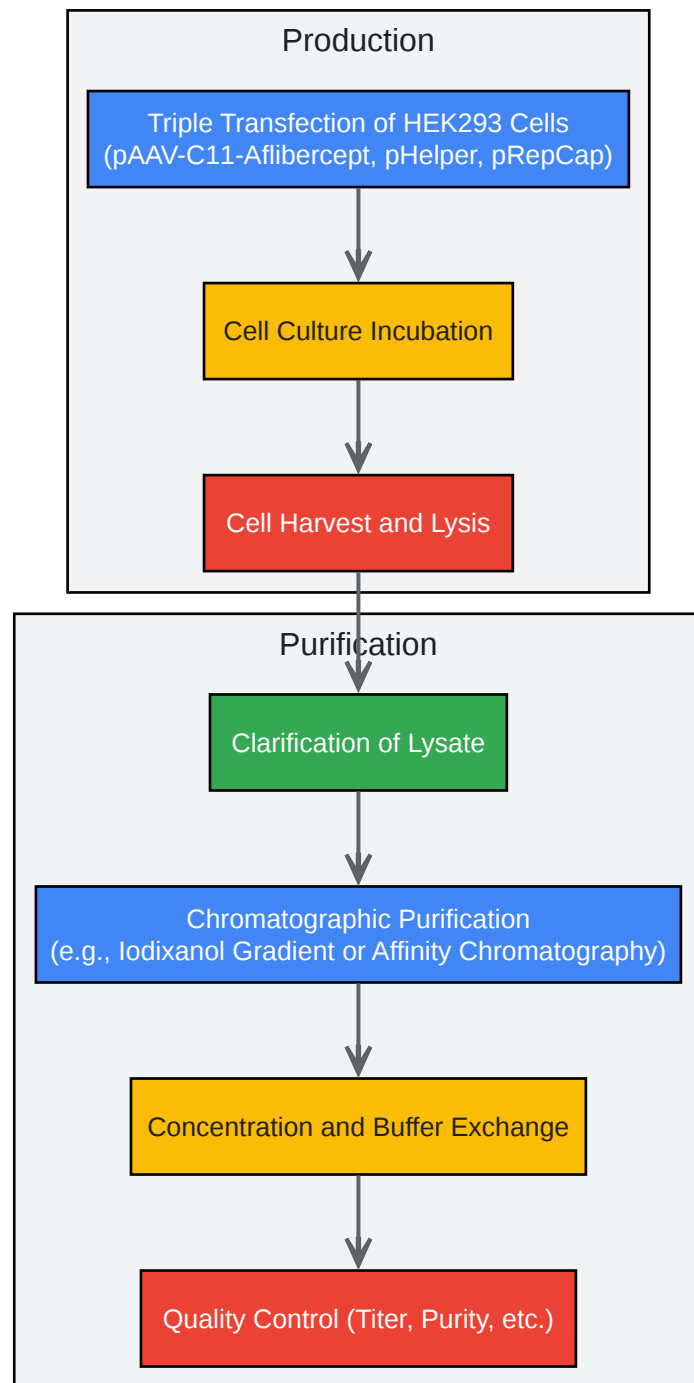 Production
Triple Transfection of HEK293 Cells
(pAAV-C11-Aflibercept, pHelper, pRepCap)
Cell Culture Incubation
Cell Harvest and Lysis
Purification
Clarification of Lysate
Chromatographic Purification
(e.g., Iodixanol Gradient or Affinity Chromatography)
Concentration and Buffer Exchange
Quality Control (Titer, Purity, etc.)